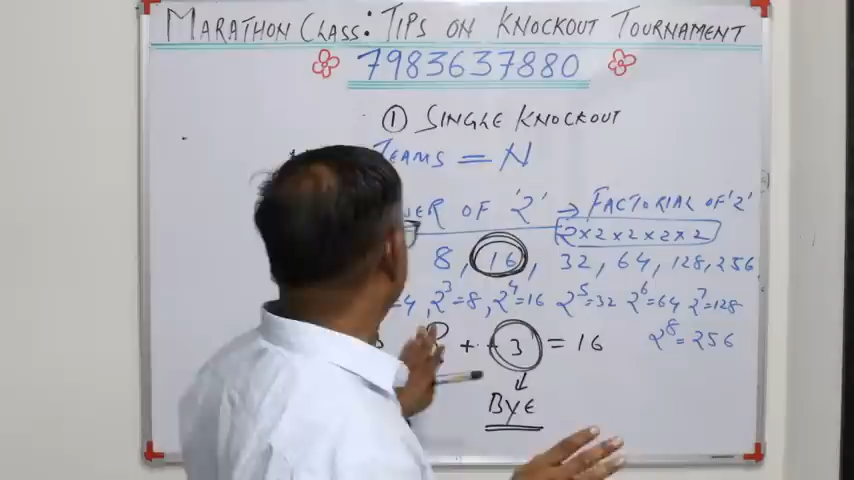 MARATHON CLASS: TIPS ON KNOCKOUT TOURNAMENT
7983637880
① SINGLE KNOCKOUT
TEAMS = N
OF '2' → FACTORIAL OF '2'
2×2×2×2×2
8, 16, 32, 64, 128, 256
=4, 2³=8, 2⁴=16 2⁵=32 2⁶=64 2⁷=128
+ 3 = 16 2⁸=256
BYE